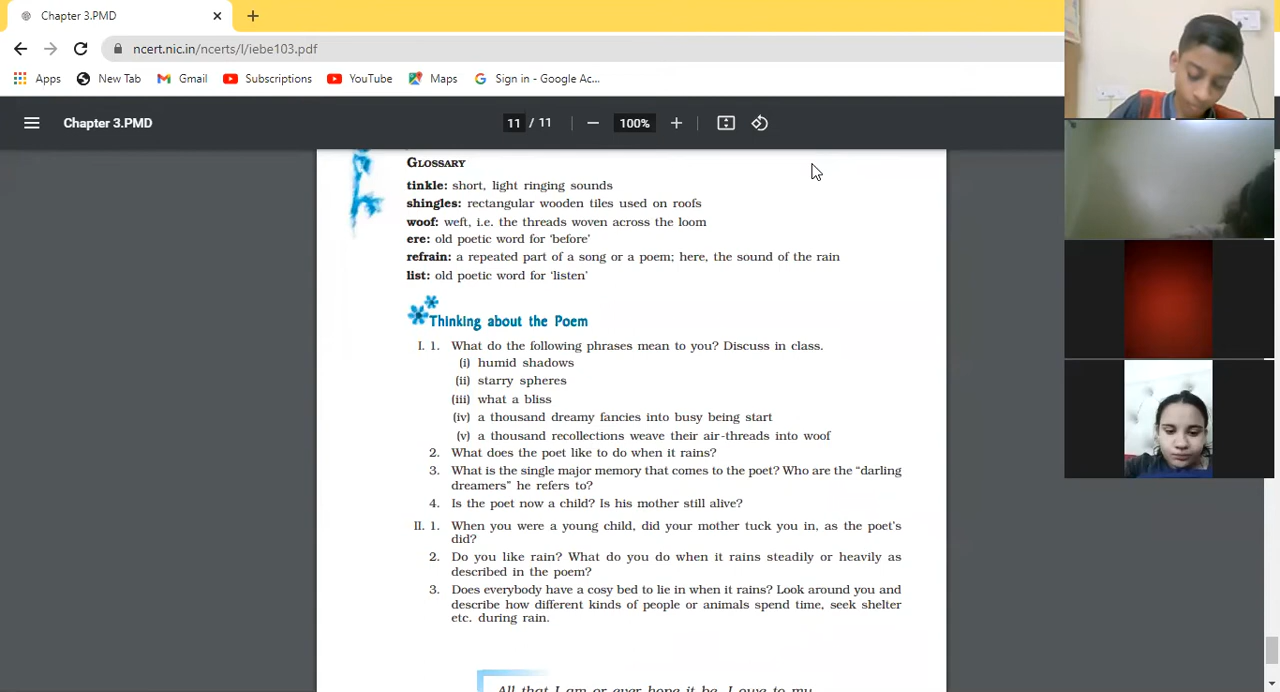 Chapter 3.PMD
ncert.nic.in/ncerts/l/iebe103.pdf
Apps New Tab Gmail Subscriptions YouTube Maps Sign in - Google Ac...
Chapter 3.PMD 11 / 11 100%
GLOSSARY
tinkle: short, light ringing sounds
shingles: rectangular wooden tiles used on roofs
woof: weft, i.e. the threads woven across the loom
ere: old poetic word for ‘before’
refrain: a repeated part of a song or a poem; here, the sound of the rain
list: old poetic word for ‘listen’
Thinking about the Poem
I. 1. What do the following phrases mean to you? Discuss in class.
(i) humid shadows
(ii) starry spheres
(iii) what a bliss
(iv) a thousand dreamy fancies into busy being start
(v) a thousand recollections weave their air-threads into woof
2. What does the poet like to do when it rains?
3. What is the single major memory that comes to the poet? Who are the “darling
dreamers” he refers to?
4. Is the poet now a child? Is his mother still alive?
II. 1. When you were a young child, did your mother tuck you in, as the poet’s
did?
2. Do you like rain? What do you do when it rains steadily or heavily as
described in the poem?
3. Does everybody have a cosy bed to lie in when it rains? Look around you and
describe how different kinds of people or animals spend time, seek shelter
etc. during rain.
All that I am or ever hope it be, I owe to my